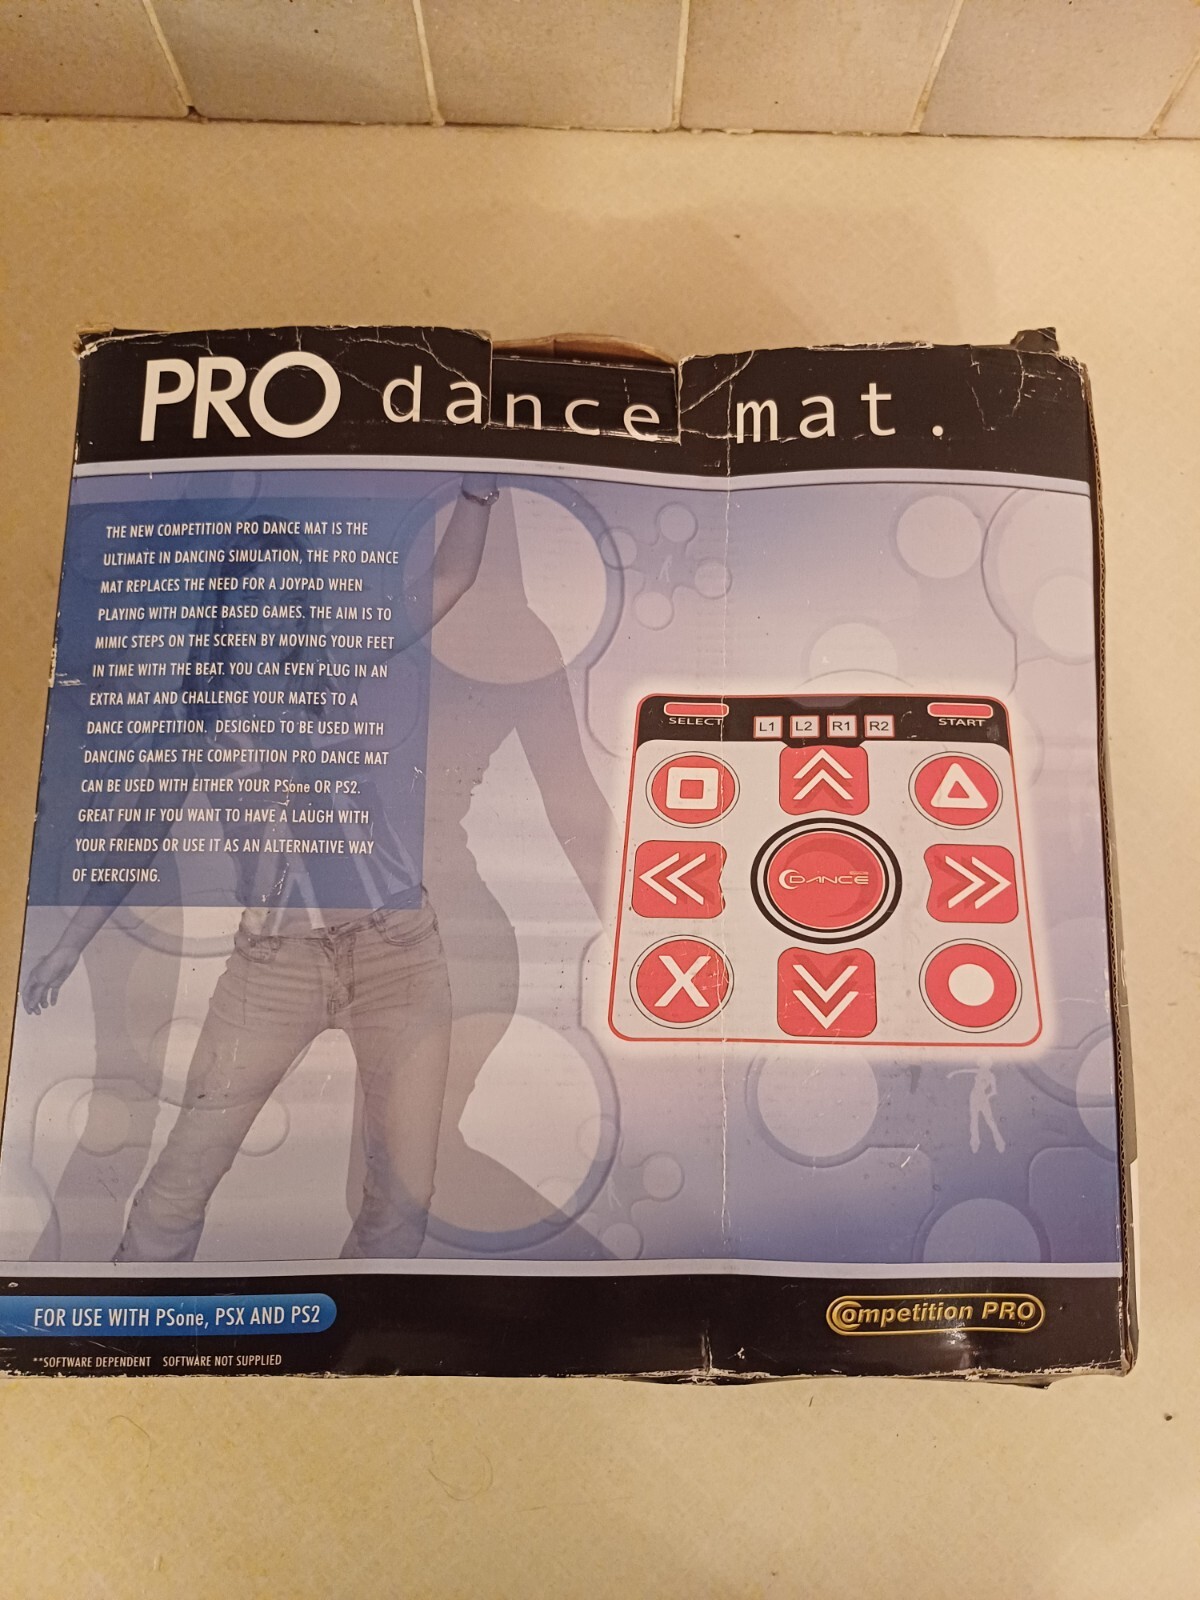 PRO dance mat.
THE NEW COMPETITION PRO DANCE MAT IS THE
ULTIMATE IN DANCING SIMULATION, THE PRO DANCE
MAT REPLACES THE NEED FOR A JOYPAD WHEN
PLAYING WITH DANCE BASED GAMES. THE AIM IS TO
MIMIC STEPS ON THE SCREEN BY MOVING YOUR FEET
IN TIME WITH THE BEAT. YOU CAN EVEN PLUG IN AN
EXTRA MAT AND CHALLENGE YOUR MATES TO A
DANCE COMPETITION. DESIGNED TO BE USED WITH
DANCING GAMES THE COMPETITION PRO DANCE MAT
CAN BE USED WITH EITHER YOUR PSone OR PS2.
GREAT FUN IF YOU WANT TO HAVE A LAUGH WITH
YOUR FRIENDS OR USE IT AS AN ALTERNATIVE WAY
OF EXERCISING.
SELECT L1 L2 R1 R2 START
DANCE
X
FOR USE WITH PSone, PSX AND PS2
Competition PRO
**SOFTWARE DEPENDENT SOFTWARE NOT SUPPLIED